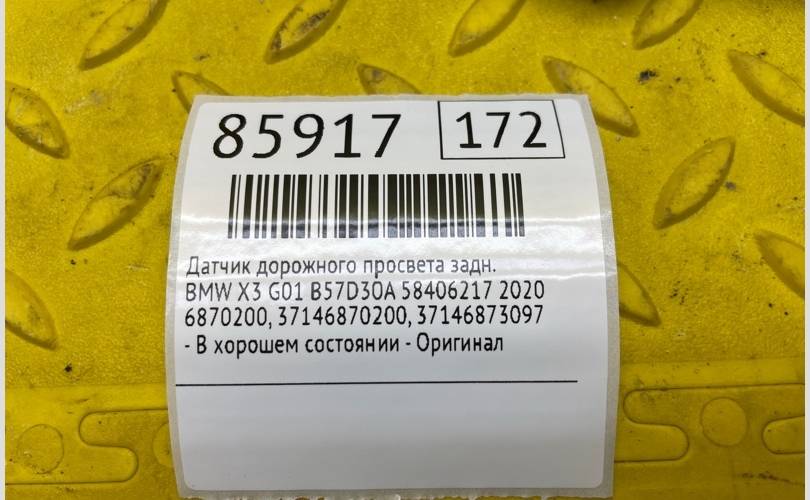 85917 172
Датчик дорожного просвета задн.
BMW X3 G01 B57D30A 58406217 2020
6870200, 37146870200, 37146873097
- В хорошем состоянии - Оригинал